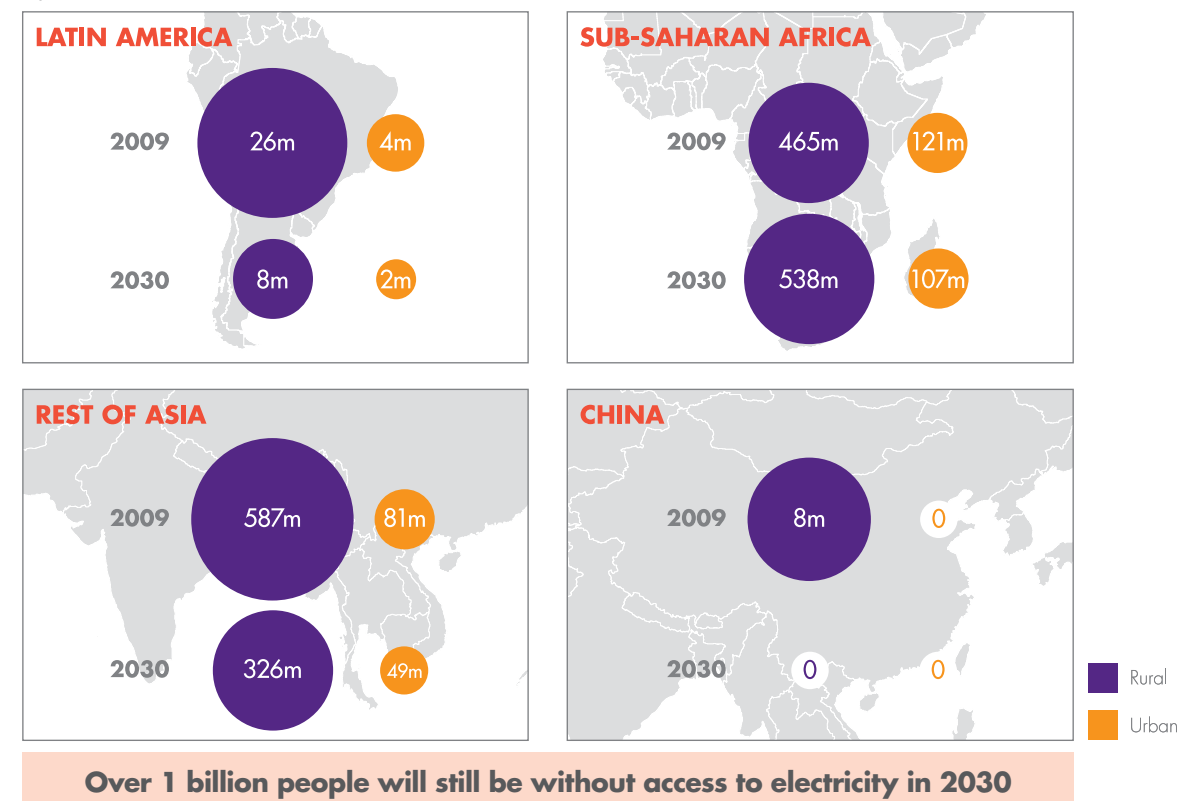 LATIN AMERICA
2009 26m 4m
2030 8m 2m
SUB-SAHARAN AFRICA
2009 465m 121m
2030 538m 107m
REST OF ASIA
2009 587m 81m
2030 326m 49m
CHINA
2009 8m 0
2030 0 0
Rural
Urban
Over 1 billion people will still be without access to electricity in 2030